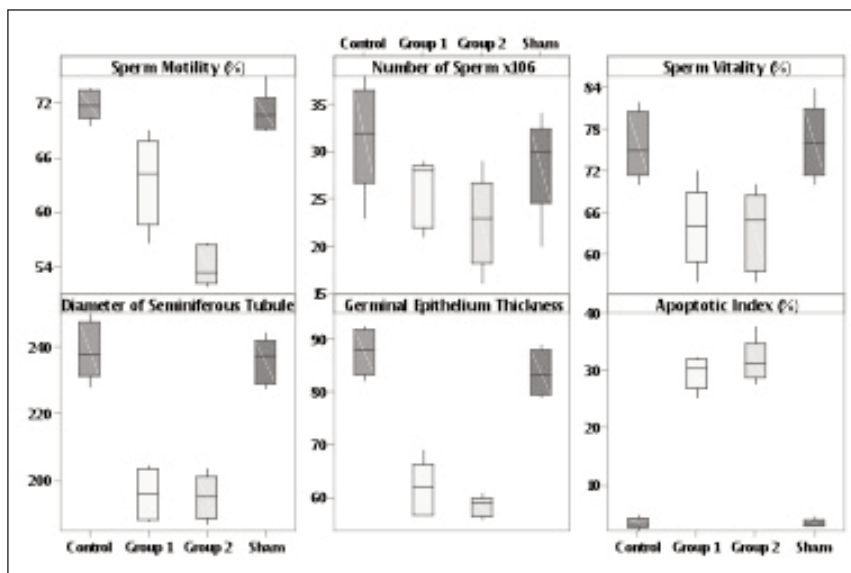 Control Group 1 Group 2 Sham
Sperm Motility (%)
Number of Sperm x106
Sperm Vitality (%)
72
66
60
54
35
30
25
20
15
84
78
72
66
60
Diameter of Seminiferous Tubule
Germinal Epithelium Thickness
Apoptotic Index (%)
240
220
200
90
80
70
60
40
30
20
10
Control Group 1 Group 2 Sham
Control Group 1 Group 2 Sham